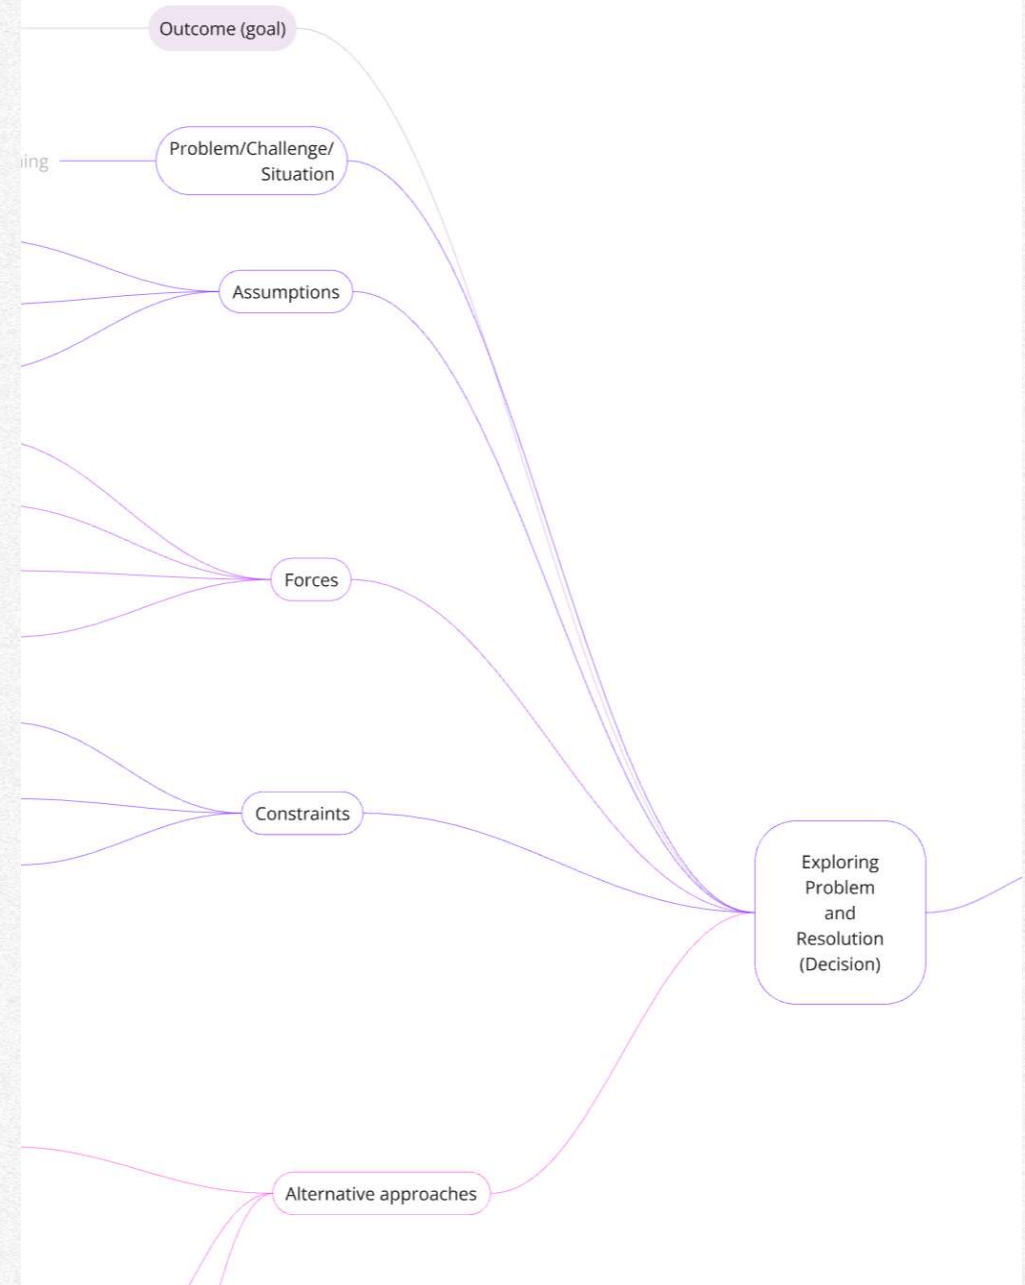 Outcome (goal)
Problem/Challenge/
Situation
Assumptions
Forces
Constraints
Exploring
Problem
and
Resolution
(Decision)
Alternative approaches